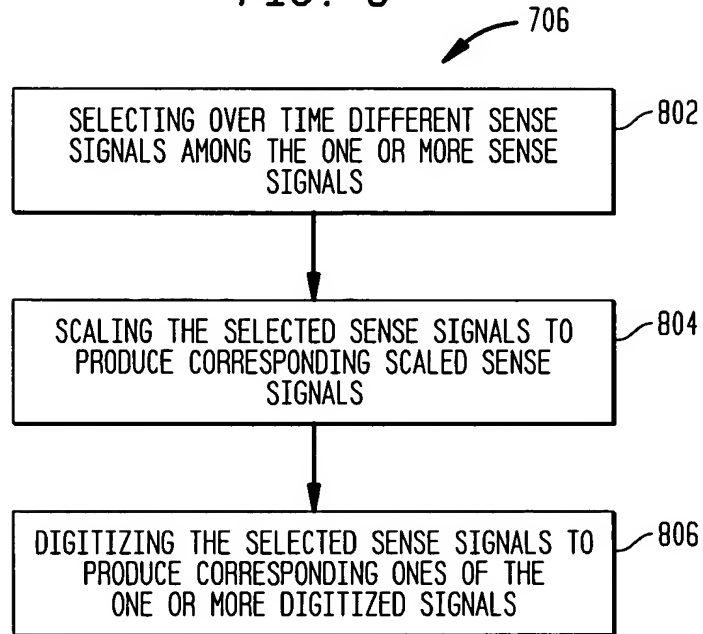 706
SELECTING OVER TIME DIFFERENT SENSE
SIGNALS AMONG THE ONE OR MORE SENSE
SIGNALS
802
SCALING THE SELECTED SENSE SIGNALS TO
PRODUCE CORRESPONDING SCALED SENSE
SIGNALS
804
DIGITIZING THE SELECTED SENSE SIGNALS TO
PRODUCE CORRESPONDING ONES OF THE
ONE OR MORE DIGITIZED SIGNALS
806